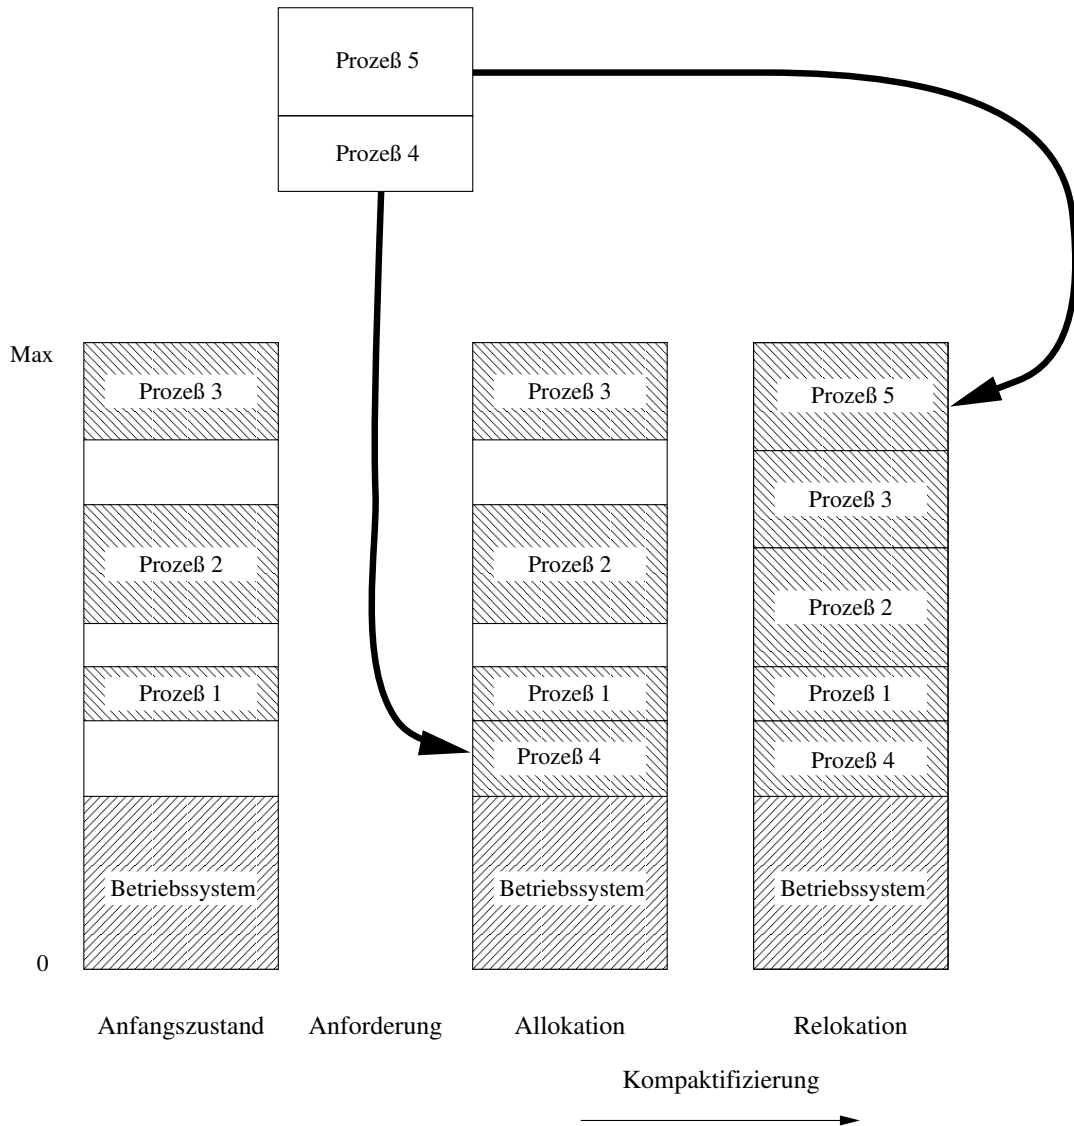 Prozeß 5
Prozeß 4
Max
Prozeß 3
Prozeß 2
Prozeß 1
Betriebssystem
0
Prozeß 3
Prozeß 2
Prozeß 1
Prozeß 4
Betriebssystem
Prozeß 5
Prozeß 3
Prozeß 2
Prozeß 1
Prozeß 4
Betriebssystem
Anfangszustand
Anforderung
Allokation
Relokation
Kompaktifizierung